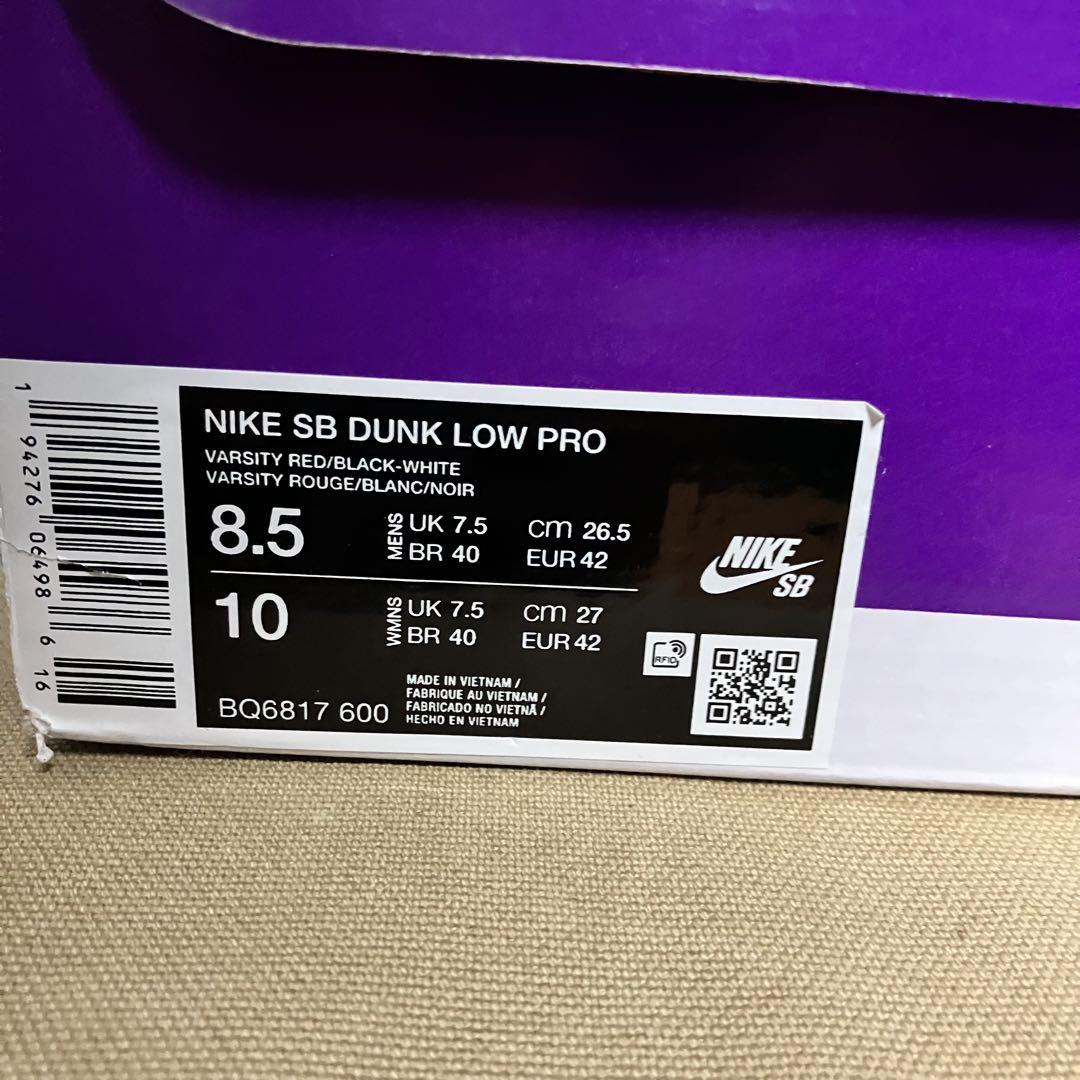 NIKE SB DUNK LOW PRO
VARSITY RED/BLACK-WHITE
VARSITY ROUGE/BLANC/NOIR
8.5 MENS UK 7.5 cm 26.5
BR 40 EUR 42
10 WMNS UK 7.5 cm 27
BR 40 EUR 42
BQ6817 600
MADE IN VIETNAM /
FABRIQUE AU VIETNAM /
FABRICADO NO VIETNÃ /
HECHO EN VIETNAM
NIKE
SB
RFID
1 94276 06498 6 16